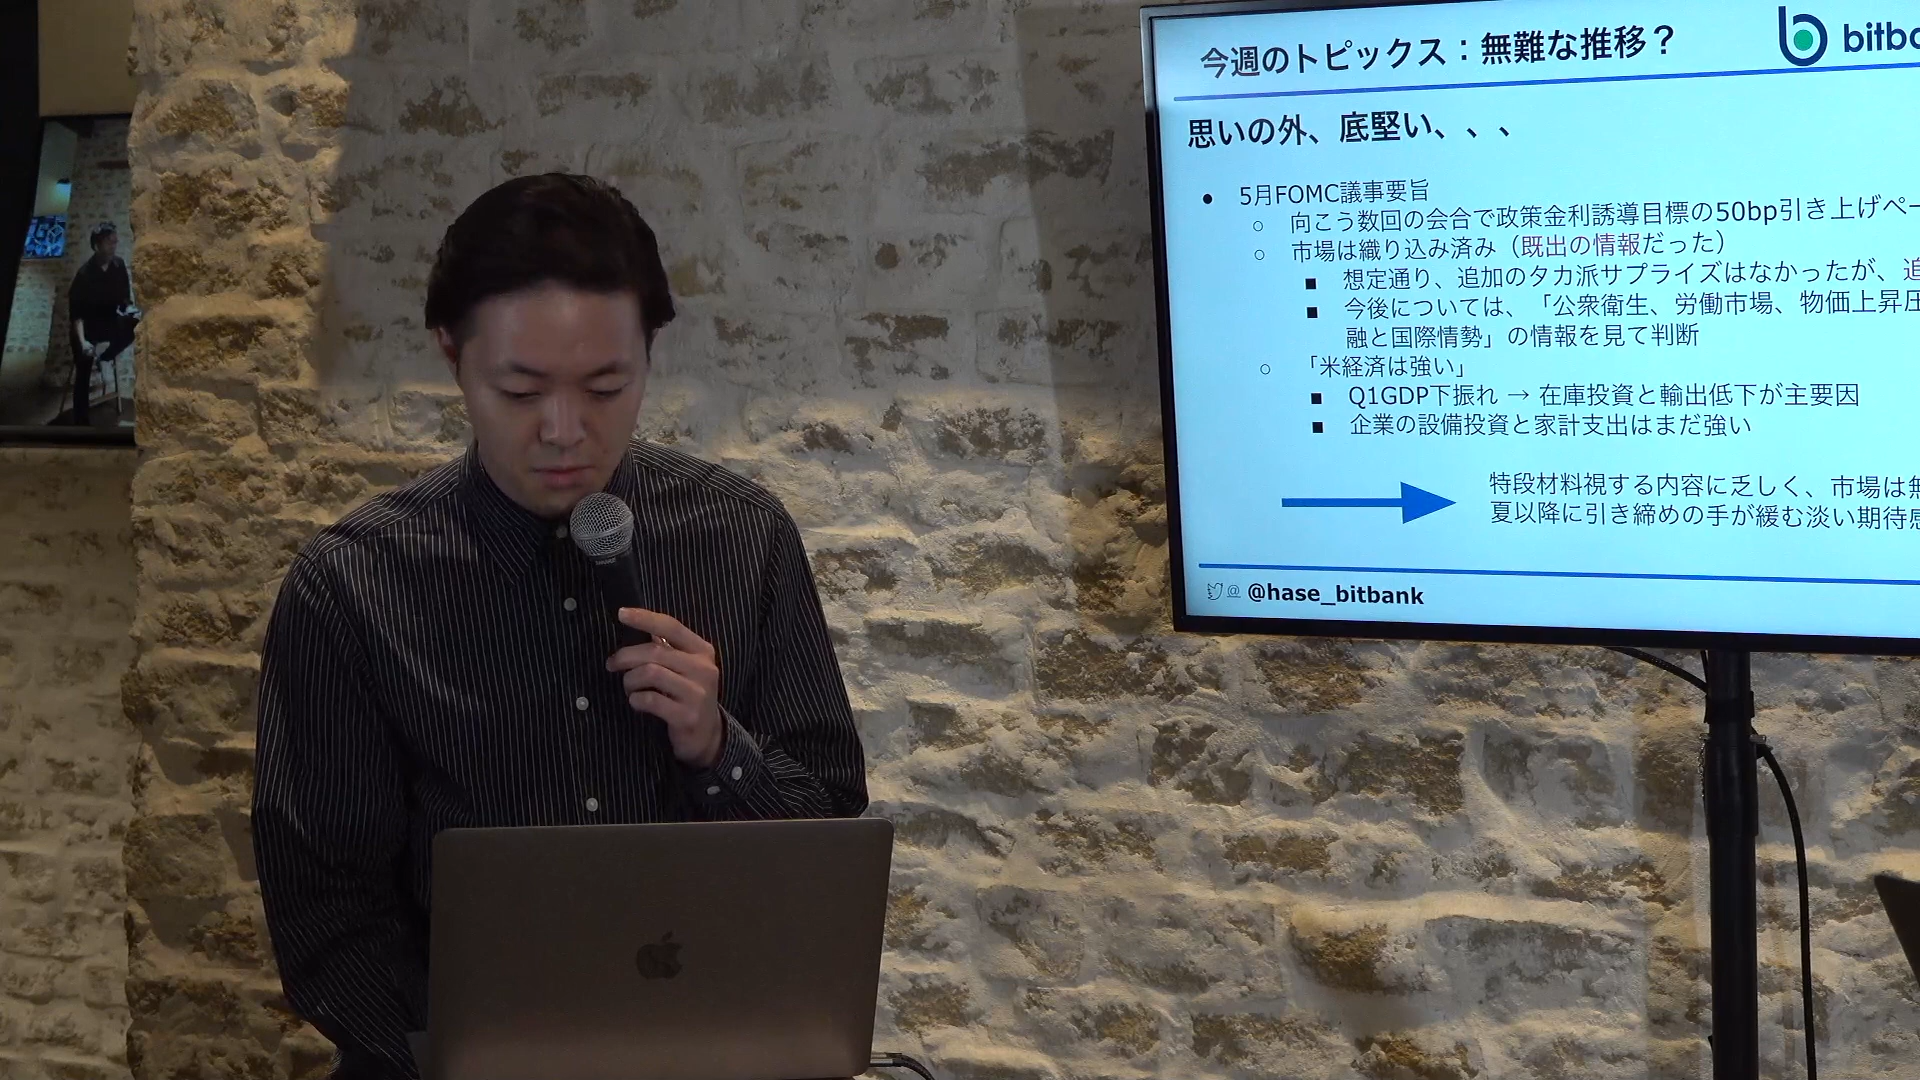 今週のトピックス：無難な推移？
bitba
思いの外、底堅い、、、
● 5月FOMC議事要旨
○ 向こう数回の会合で政策金利誘導目標の50bp引き上げペー
○ 市場は織り込み済み（既出の情報だった）
■ 想定通り、追加のタカ派サプライズはなかったが、追
■ 今後については、「公衆衛生、労働市場、物価上昇圧
融と国際情勢」の情報を見て判断
○ 「米経済は強い」
■ Q1GDP下振れ → 在庫投資と輸出低下が主要因
■ 企業の設備投資と家計支出はまだ強い
特段材料視する内容に乏しく、市場は無
夏以降に引き締めの手が緩む淡い期待感
@ @hase_bitbank